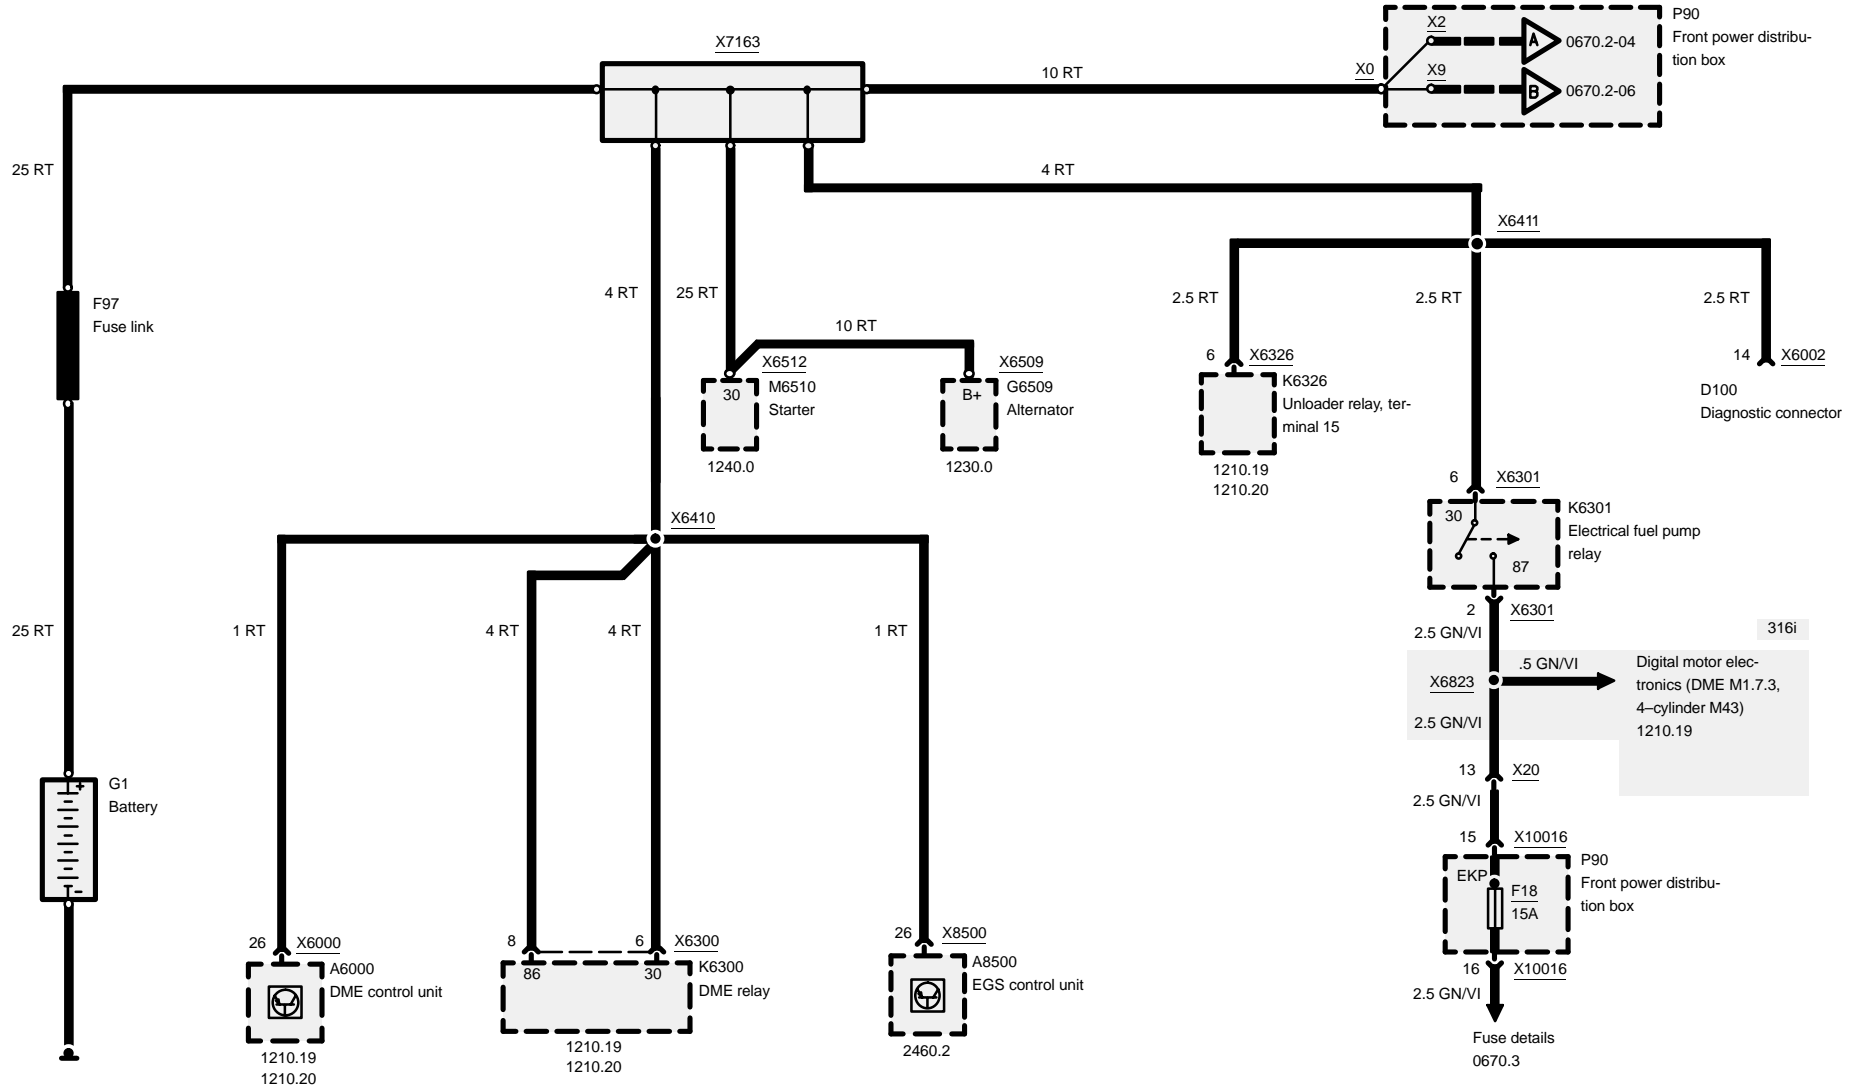 X7163
10 RT
X0
X2
X9
A
B
0670.2-04
0670.2-06
P90
Front power distribu-
tion box
25 RT
4 RT
X6411
F97
Fuse link
4 RT
25 RT
10 RT
2.5 RT
2.5 RT
2.5 RT
X6512
30
M6510
Starter
1240.0
X6509
B+
G6509
Alternator
1230.0
6
X6326
K6326
Unloader relay, ter-
minal 15
1210.19
1210.20
14
X6002
D100
Diagnostic connector
6
X6301
30
87
K6301
Electrical fuel pump
relay
2
X6301
2.5 GN/VI
316i
X6410
25 RT
1 RT
4 RT
4 RT
1 RT
X6823
.5 GN/VI
Digital motor elec-
tronics (DME M1.7.3,
4–cylinder M43)
1210.19
2.5 GN/VI
13
X20
2.5 GN/VI
15
X10016
G1
Battery
+
-
EKP
F18
15A
P90
Front power distribu-
tion box
16
X10016
2.5 GN/VI
Fuse details
0670.3
26
X6000
A6000
DME control unit
1210.19
1210.20
8
6
X6300
86
30
K6300
DME relay
1210.19
1210.20
26
X8500
A8500
EGS control unit
2460.2